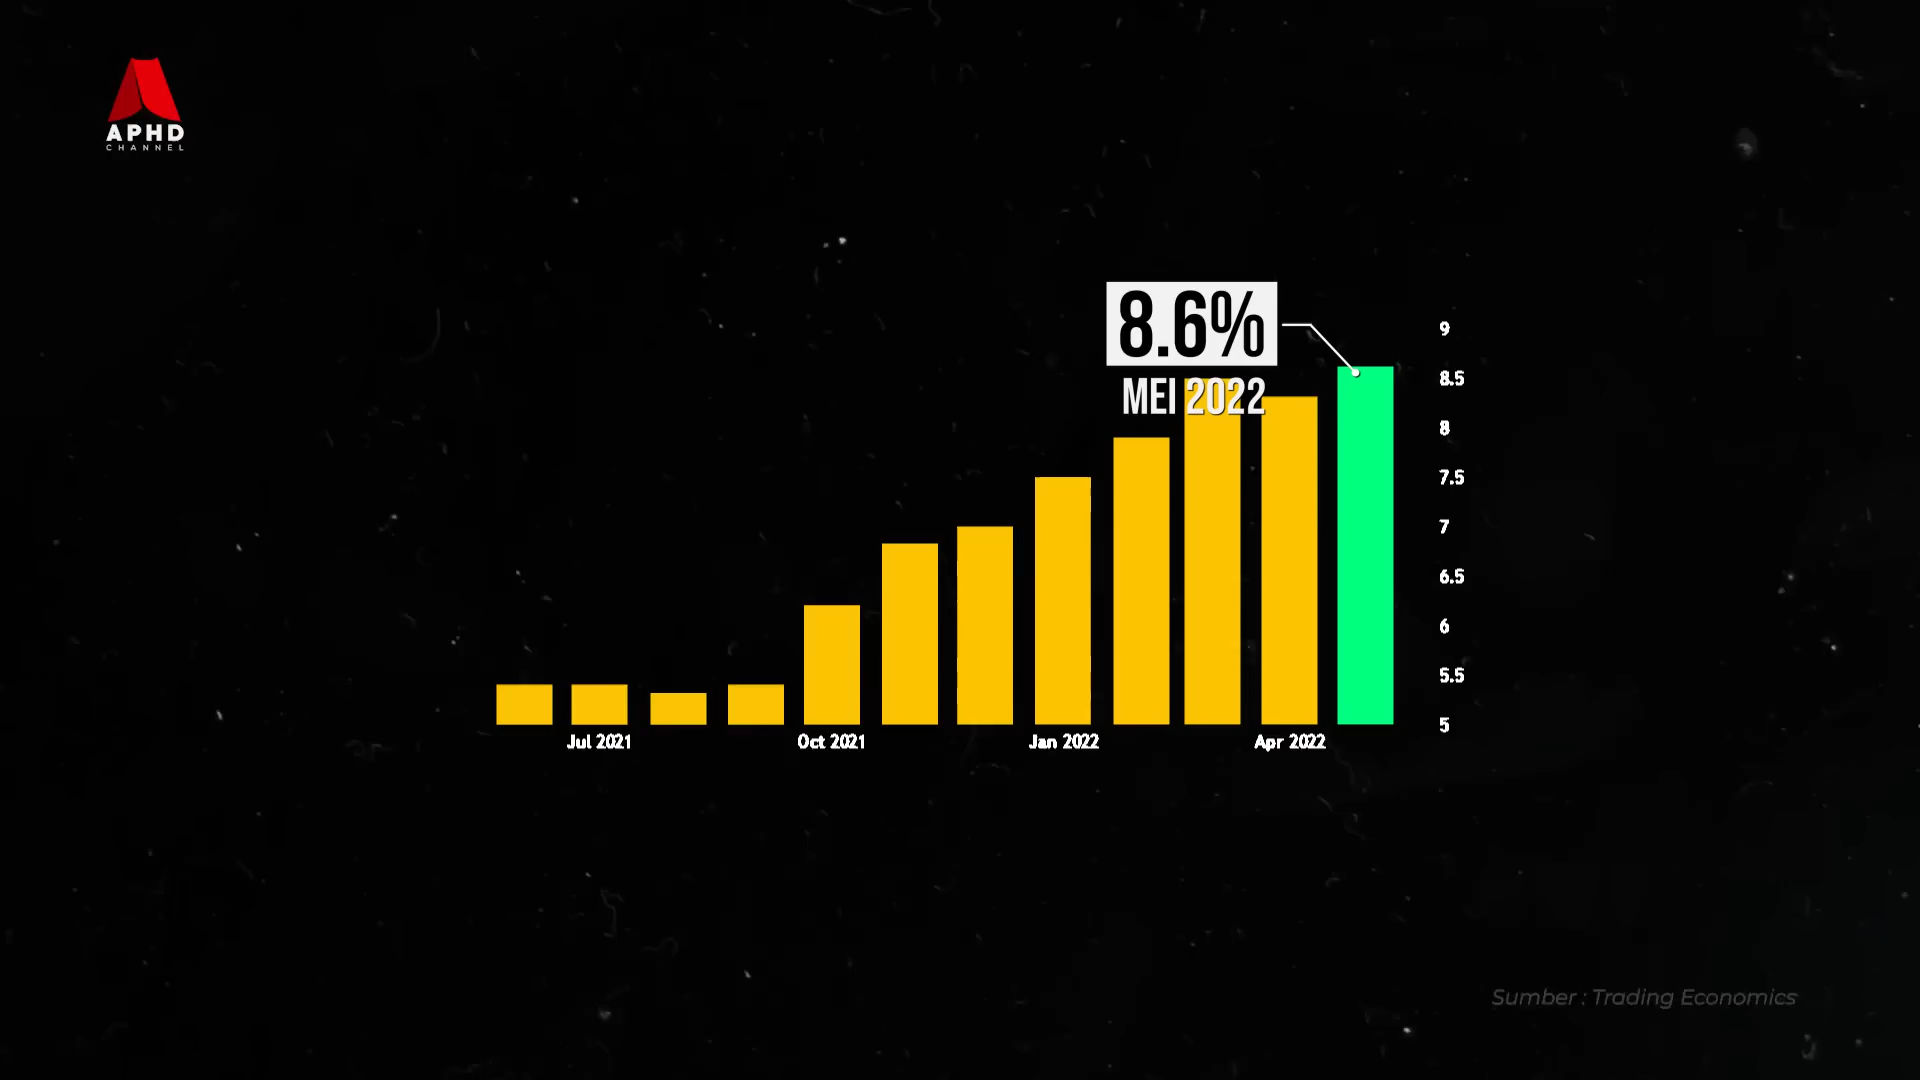 APHD
CHANNEL
8.6%
MEI 2022
9
8.5
8
7.5
7
6.5
6
5.5
5
Jul 2021
Oct 2021
Jan 2022
Apr 2022
Sumber : Trading Economics